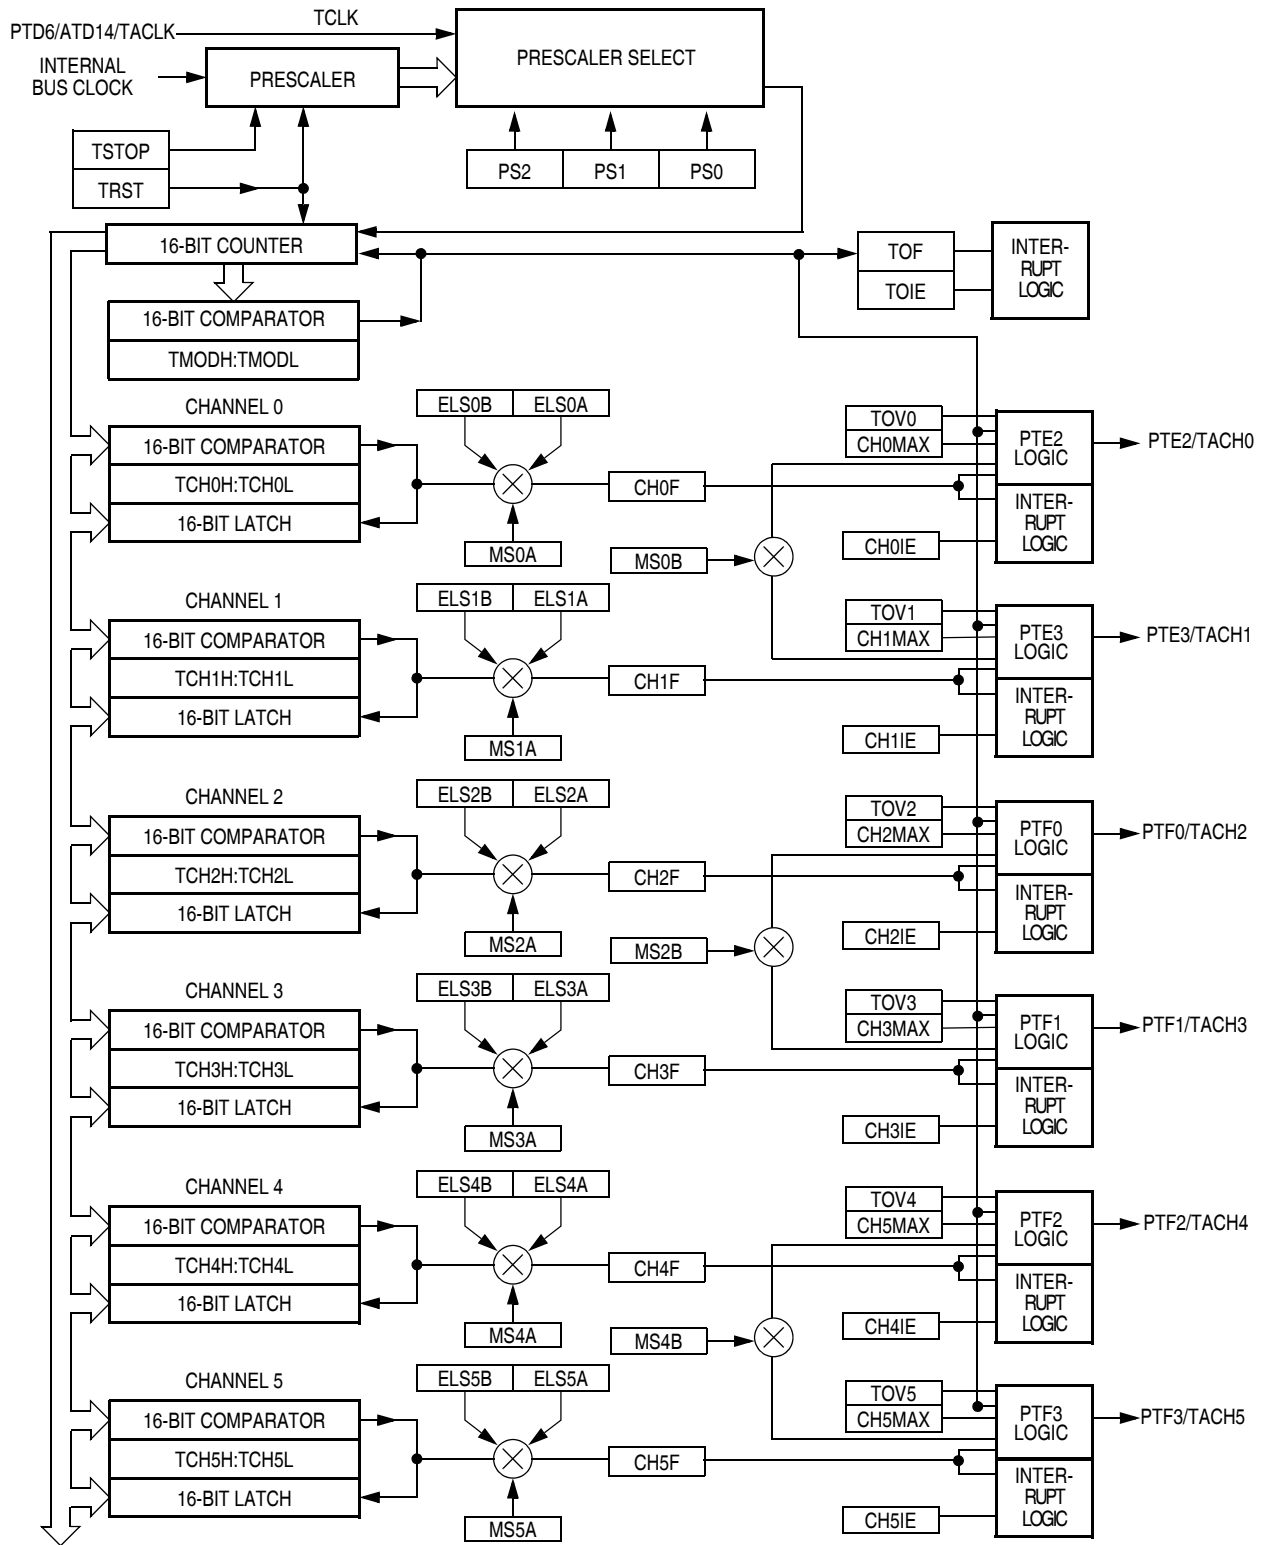 TCLK
PTD6/ATD14/TACLK
INTERNAL
BUS CLOCK
PRESCALER
PRESCALER SELECT
TSTOP
TRST
PS2 PS1 PS0
16-BIT COUNTER
TOF
TOIE
INTER-
RUPT
LOGIC
16-BIT COMPARATOR
TMODH:TMODL
CHANNEL 0
16-BIT COMPARATOR
TCH0H:TCH0L
16-BIT LATCH
ELS0B ELS0A
MS0A
CH0F
MS0B
TOV0
CH0MAX
CH0IE
PTE2
LOGIC
INTER-
RUPT
LOGIC
PTE2/TACH0
CHANNEL 1
16-BIT COMPARATOR
TCH1H:TCH1L
16-BIT LATCH
ELS1B ELS1A
MS1A
CH1F
TOV1
CH1MAX
CH1IE
PTE3
LOGIC
INTER-
RUPT
LOGIC
PTE3/TACH1
CHANNEL 2
16-BIT COMPARATOR
TCH2H:TCH2L
16-BIT LATCH
ELS2B ELS2A
MS2A
CH2F
MS2B
TOV2
CH2MAX
CH2IE
PTF0
LOGIC
INTER-
RUPT
LOGIC
PTF0/TACH2
CHANNEL 3
16-BIT COMPARATOR
TCH3H:TCH3L
16-BIT LATCH
ELS3B ELS3A
MS3A
CH3F
TOV3
CH3MAX
CH3IE
PTF1
LOGIC
INTER-
RUPT
LOGIC
PTF1/TACH3
CHANNEL 4
16-BIT COMPARATOR
TCH4H:TCH4L
16-BIT LATCH
ELS4B ELS4A
MS4A
CH4F
MS4B
TOV4
CH5MAX
CH4IE
PTF2
LOGIC
INTER-
RUPT
LOGIC
PTF2/TACH4
CHANNEL 5
16-BIT COMPARATOR
TCH5H:TCH5L
16-BIT LATCH
ELS5B ELS5A
MS5A
CH5F
TOV5
CH5MAX
CH5IE
PTF3
LOGIC
INTER-
RUPT
LOGIC
PTF3/TACH5